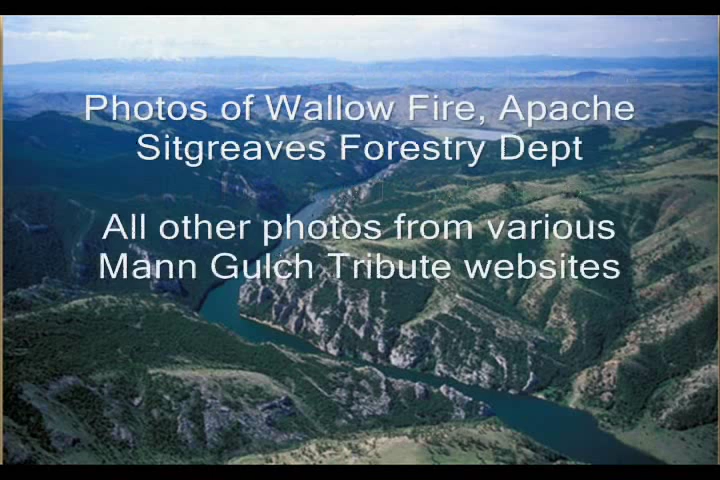 Photos of Wallow Fire, Apache
Sitgreaves Forestry Dept
All other photos from various
Mann Gulch Tribute websites